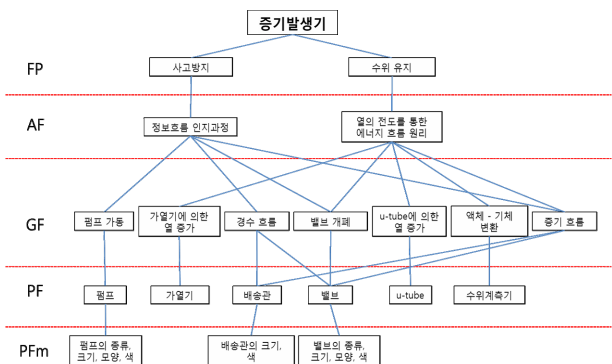 증기발생기
FP
사고방지
수위 유지
AF
정보흐름 인지과정
열의 전도를 통한
에너지 흐름 원리
GF
펌프 가동
가열기에 의한
열 증가
경수 흐름
밸브 개폐
u-tube에 의한
열 증가
액체 - 기체
변환
증기 흐름
PF
펌프
가열기
배송관
밸브
u-tube
수위계측기
PFm
펌프의 종류,
크기, 모양, 색
배송관의 크기,
색
밸브의 종류,
크기, 모양, 색